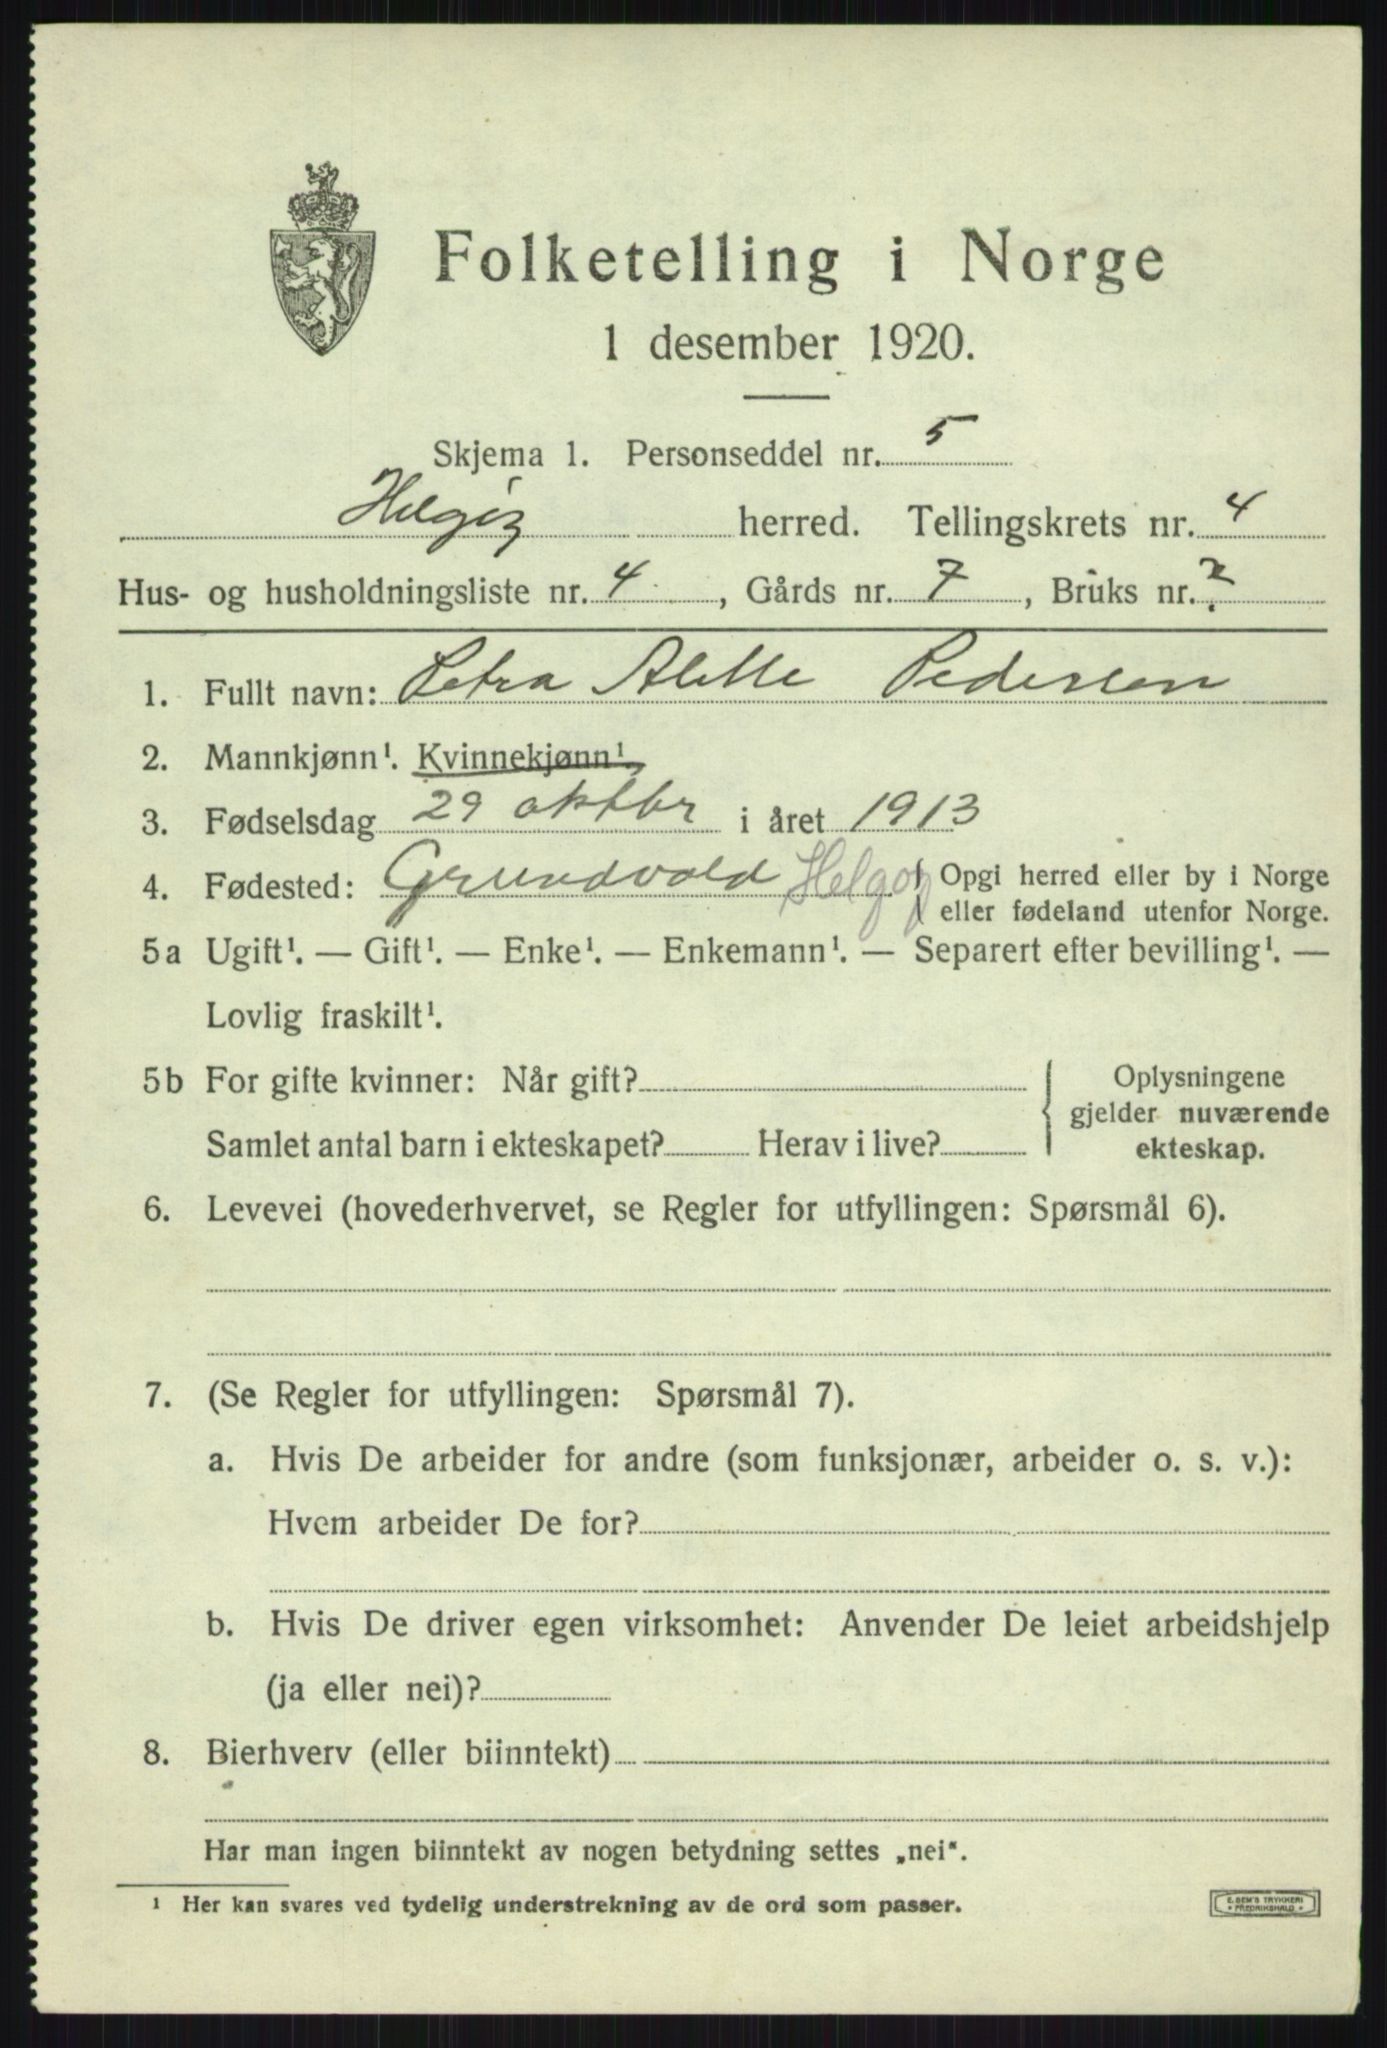 Folketelling i Norge
1 desember 1920.
Skjema 1. Personseddel nr. 5
Helgøy herred. Tellingskrets nr. 4
Hus- og husholdningsliste nr. 4, Gårds nr. 7, Bruks nr. ?
1. Fullt navn: Petra Alette Pedersen
2. Mannkjønn¹. Kvinnekjønn¹.
3. Fødselsdag 29 oktbr i året 1913
4. Fødested: Grundvold Helgøy { Opgi herred eller by i Norge
eller fødeland utenfor Norge.
5a Ugift¹. — Gift¹. — Enke¹. — Enkemann¹. — Separert efter bevilling¹. —
Lovlig fraskilt¹.
5b For gifte kvinner: Når gift?
Samlet antal barn i ekteskapet? Herav i live?
Oplysningene
gjelder nuværende
ekteskap.
6. Levevei (hovederhvervet, se Regler for utfyllingen: Spørsmål 6).
7. (Se Regler for utfyllingen: Spørsmål 7).
a. Hvis De arbeider for andre (som funksjonær, arbeider o. s. v.):
Hvem arbeider De for?
b. Hvis De driver egen virksomhet: Anvender De leiet arbeidshjelp
(ja eller nei)?
8. Bierhverv (eller biinntekt)
Har man ingen biinntekt av nogen betydning settes „nei“.
¹ Her kan svares ved tydelig understrekning av de ord som passer.
E. SEM'S TRYKKERI
FREDRIKSHALD